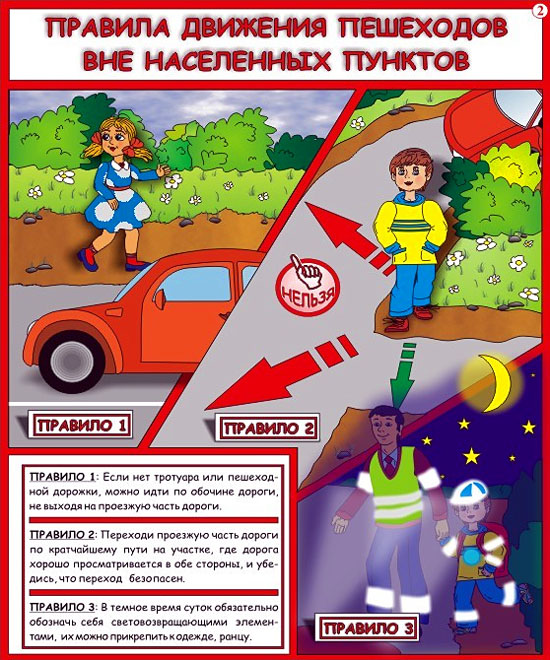 2
ПРАВИЛА ДВИЖЕНИЯ ПЕШЕХОДОВ
ВНЕ НАСЕЛЕННЫХ ПУНКТОВ
НЕЛЬЗЯ
ПРАВИЛО 1
ПРАВИЛО 2
ПРАВИЛО 1: Если нет тротуара или пешеход-
ной дорожки, можно идти по обочине дороги,
не выходя на проезжую часть дороги.
ПРАВИЛО 2: Переходи проезжую часть дороги
по кратчайшему пути на участке, где дорога
хорошо просматривается в обе стороны, и убе-
дись, что переход безопасен.
ПРАВИЛО 3: В темное время суток обязательно
обозначь себя световозвращающими элемен-
тами, их можно прикрепить к одежде, ранцу.
ПРАВИЛО 3